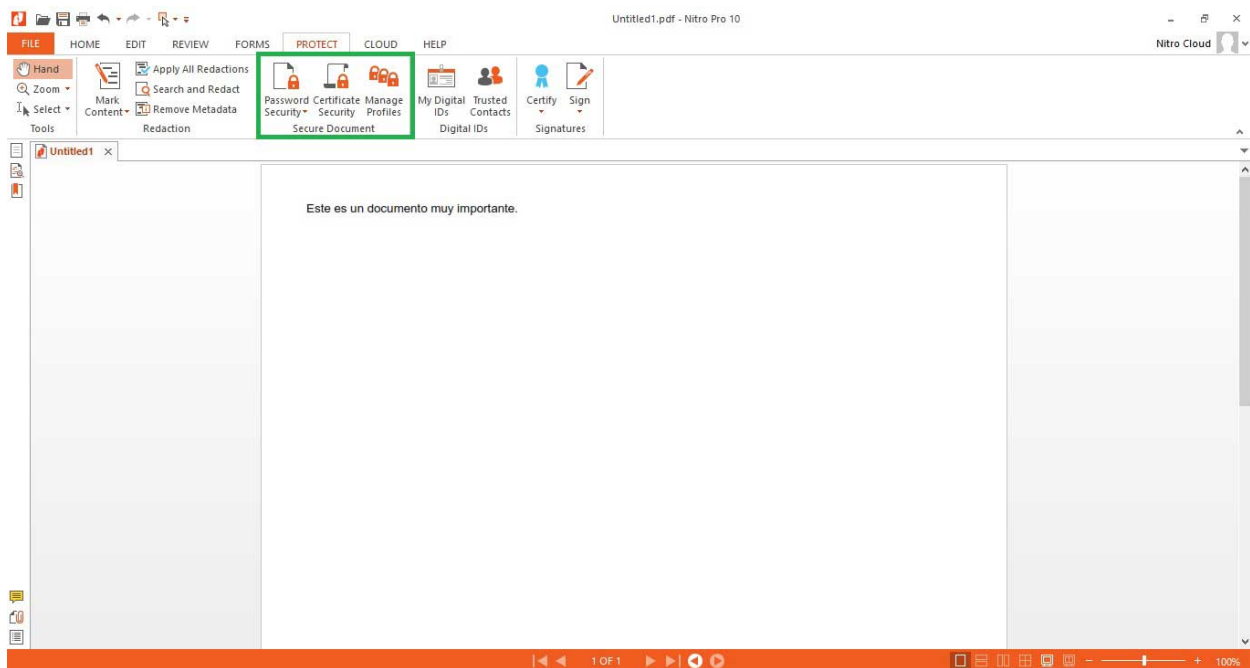 Untitled1.pdf - Nitro Pro 10
FILE HOME EDIT REVIEW FORMS PROTECT CLOUD HELP Nitro Cloud
Hand
Zoom
Select
Tools
Mark
Content
Apply All Redactions
Search and Redact
Remove Metadata
Redaction
Password Certificate Manage
Security Security Profiles
Secure Document
My Digital Trusted
IDs Contacts
Digital IDs
Certify Sign
Signatures
Untitled1
Este es un documento muy importante.
1 OF 1
100%